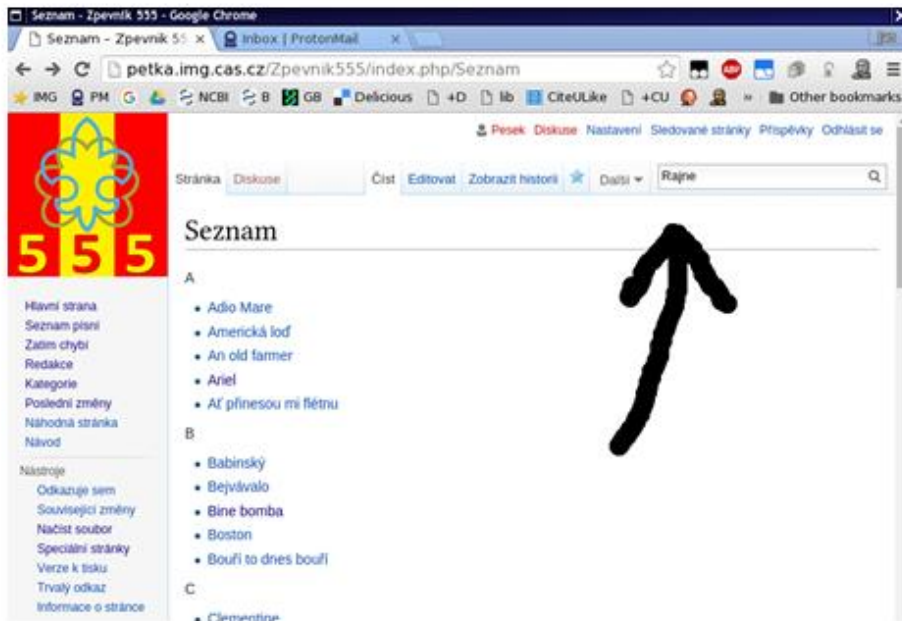 Seznam - Zpevník 555 - Google Chrome
Seznam - Zpevník 55 Inbox | ProtonMail
petka.img.cas.cz/Zpevnik555/index.php/Seznam
IMG PM NCBI B GB Delicious +D lib CiteULike +CU » Other bookmarks
Pesek Diskuse Nastavení Sledované stránky Příspěvky Odhlásit se
Stránka Diskuse Číst Editovat Zobrazit historii Další Rajne
555
Seznam
A
Adio Mare
Americká loď
An old farmer
Ariel
Ať přinesou mi flétnu
B
Babinský
Bejvávalo
Bine bomba
Boston
Bouří to dnes bouří
C
Clementine
Hlavní strana
Seznam písní
Zatím chybí
Redakce
Kategorie
Poslední změny
Náhodná stránka
Návod
Nástroje
Odkazuje sem
Související změny
Načíst soubor
Speciální stránky
Verze k tisku
Trvalý odkaz
Informace o stránce